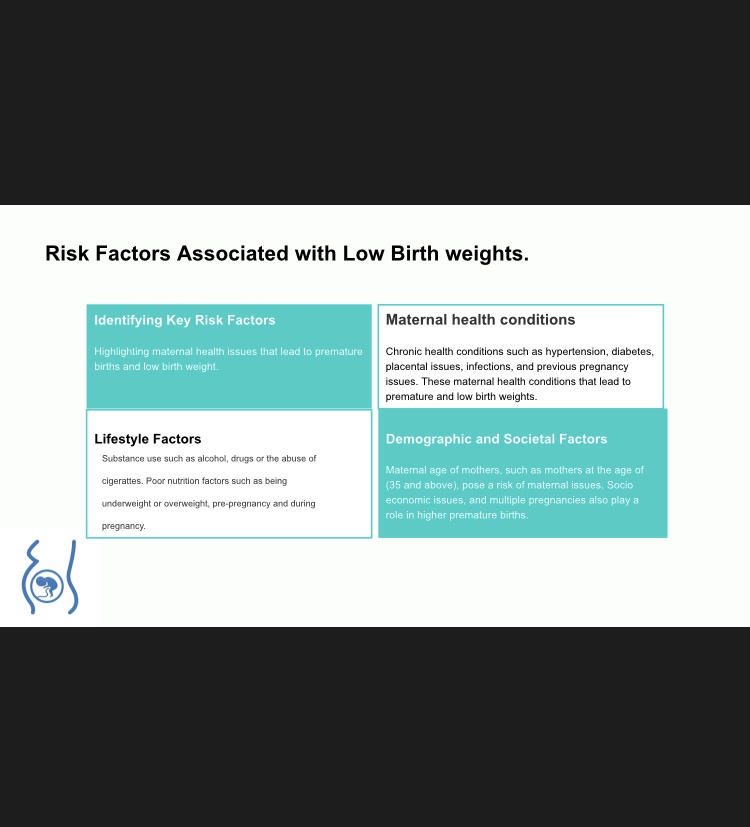 Risk Factors Associated with Low Birth weights.
Identifying Key Risk Factors
Highlighting maternal health issues that lead to premature
births and low birth weight.
Maternal health conditions
Chronic health conditions such as hypertension, diabetes,
placental issues, infections, and previous pregnancy
issues. These maternal health conditions that lead to
premature and low birth weights.
Lifestyle Factors
Substance use such as alcohol, drugs or the abuse of
cigerattes. Poor nutrition factors such as being
underweight or overweight, pre-pregnancy and during
pregnancy.
Demographic and Societal Factors
Maternal age of mothers, such as mothers at the age of
(35 and above), pose a risk of maternal issues. Socio
economic issues, and multiple pregnancies also play a
role in higher premature births.